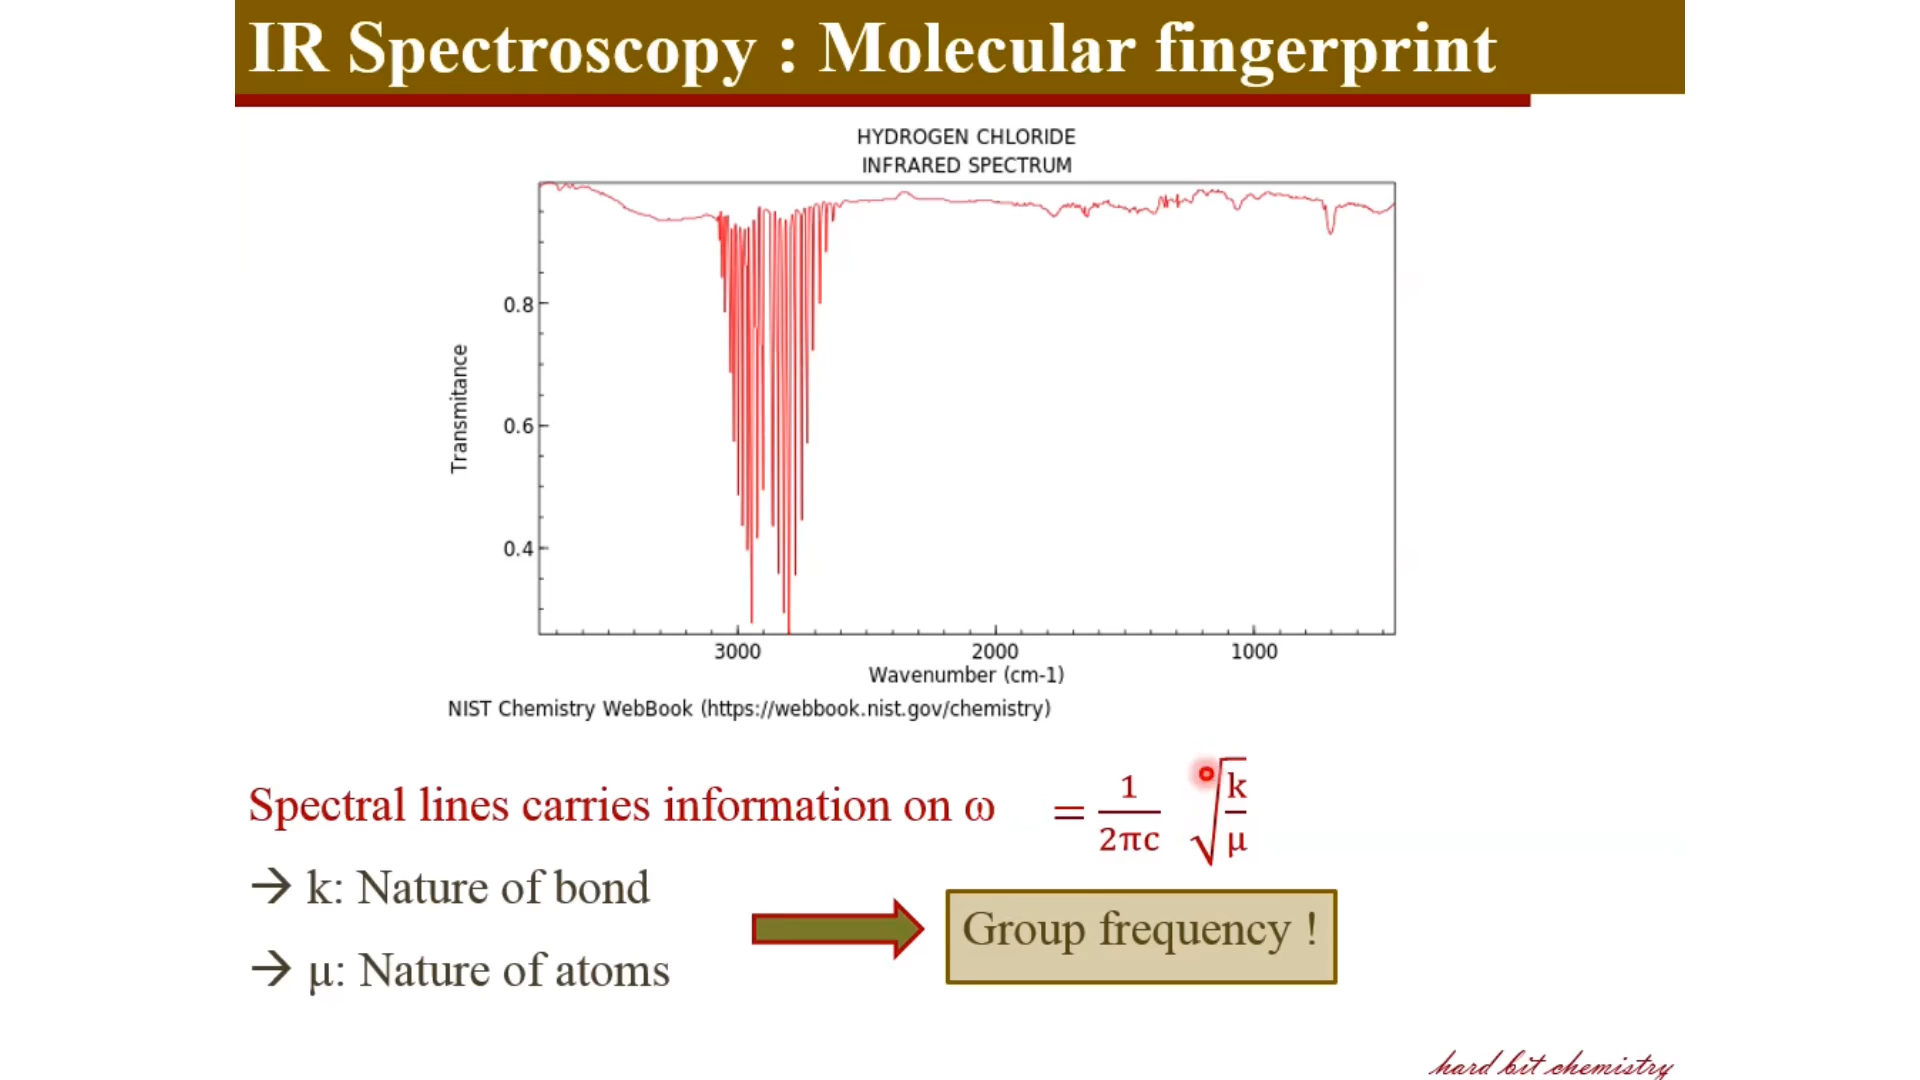 IR Spectroscopy : Molecular fingerprint
HYDROGEN CHLORIDE
INFRARED SPECTRUM
0.8
0.6
0.4
Transmitance
3000 2000 1000
Wavenumber (cm-1)
NIST Chemistry WebBook (https://webbook.nist.gov/chemistry)
Spectral lines carries information on ω = 1/2πc √k/μ
→ k: Nature of bond
Group frequency !
→ μ: Nature of atoms
hard bit chemistry